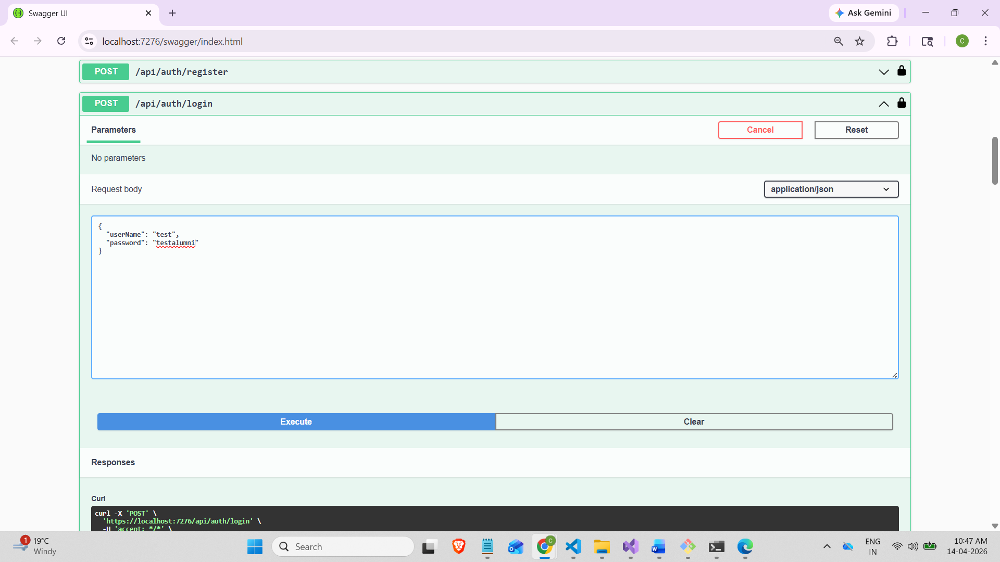 Swagger UI
Ask Gemini
localhost:7276/swagger/index.html
C
POST /api/auth/register
POST /api/auth/login
Parameters
Cancel
Reset
No parameters
Request body
application/json
{
"userName": "test",
"password": "testalumni"
}
Execute
Clear
Responses
Curl
curl -X 'POST' \
'https://localhost:7276/api/auth/login' \
-H 'accept: */*' \
1
19°C
Windy
Search
C
ENG
IN
10:47 AM
14-04-2026